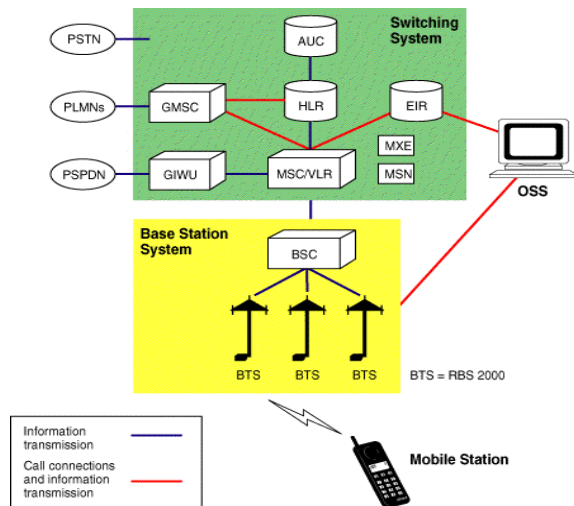 Switching
System
PSTN
AUC
PLMNs
GMSC
HLR
EIR
MXE
PSPDN
GIWU
MSC/VLR
MSN
OSS
Base Station
System
BSC
BTS
BTS
BTS
BTS = RBS 2000
Information
transmission
Call connections
and information
transmission
Mobile Station